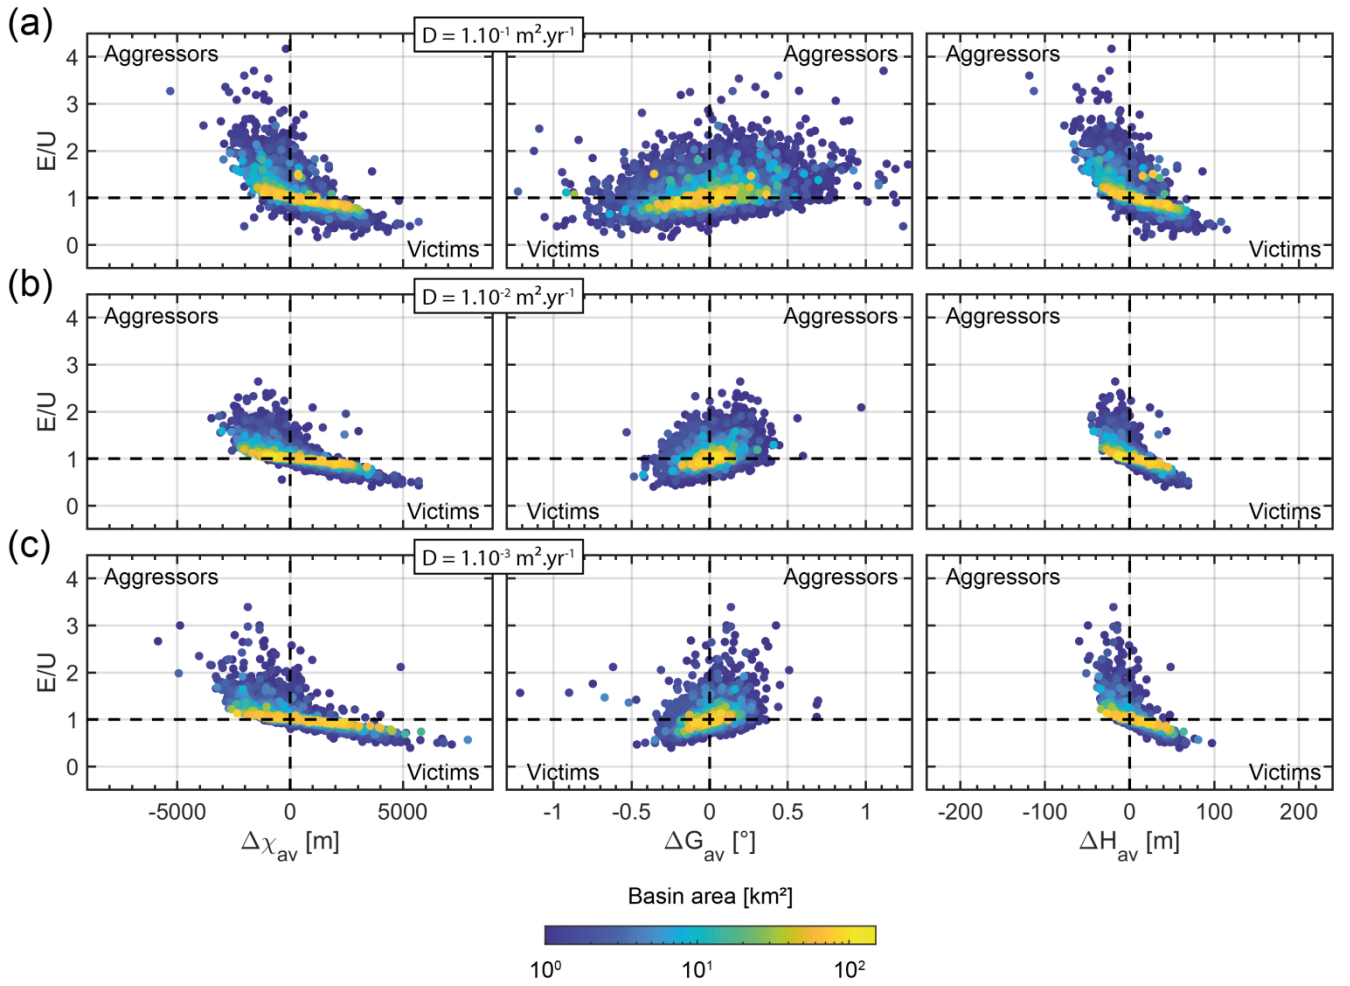 (a)
D = 1.10⁻¹ m².yr⁻¹
Aggressors
Aggressors
Aggressors
4
3
2
1
0
E/U
Victims
Victims
Victims
(b)
D = 1.10⁻² m².yr⁻¹
Aggressors
Aggressors
Aggressors
4
3
2
1
0
E/U
Victims
Victims
Victims
(c)
D = 1.10⁻³ m².yr⁻¹
Aggressors
Aggressors
Aggressors
4
3
2
1
0
E/U
Victims
Victims
Victims
-5000 0 5000
-1 -0.5 0 0.5 1
-200 -100 0 100 200
Δχav [m]
ΔGav [°]
ΔHav [m]
Basin area [km²]
10⁰ 10¹ 10²